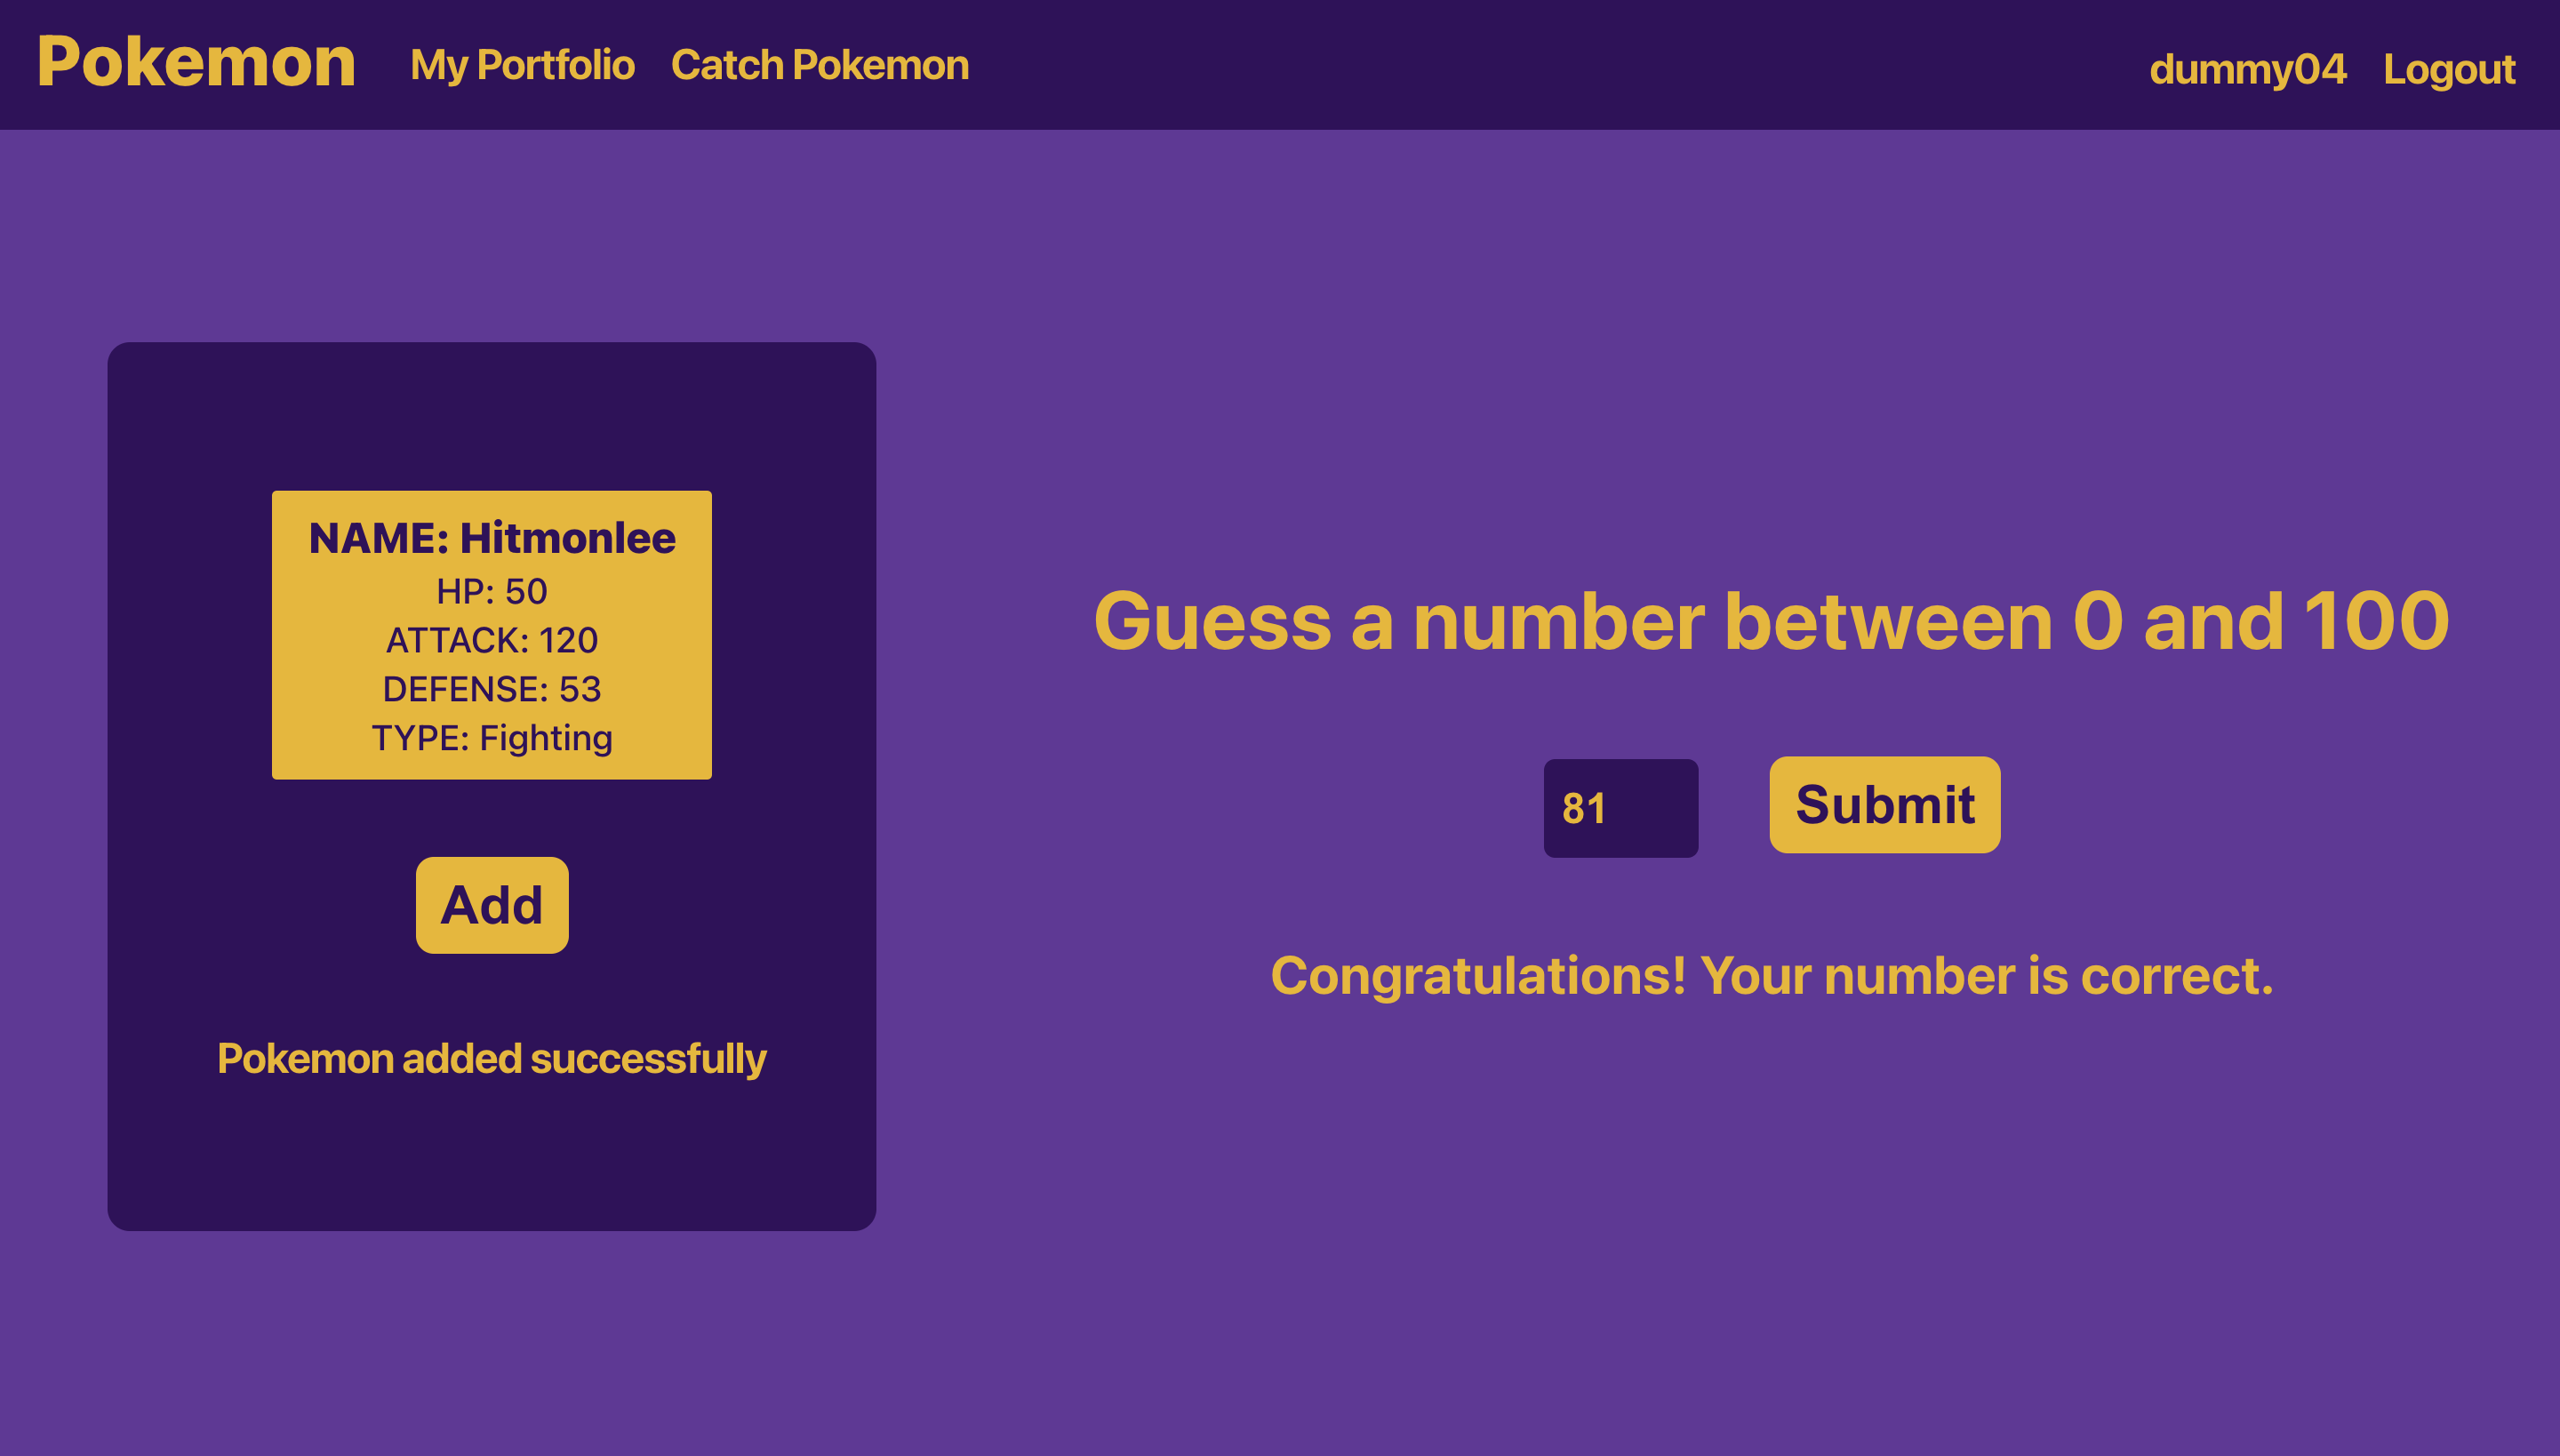 Pokemon
My Portfolio
Catch Pokemon
dummy04
Logout
NAME: Hitmonlee
HP: 50
ATTACK: 120
DEFENSE: 53
TYPE: Fighting
Add
Pokemon added successfully
Guess a number between 0 and 100
81
Submit
Congratulations! Your number is correct.